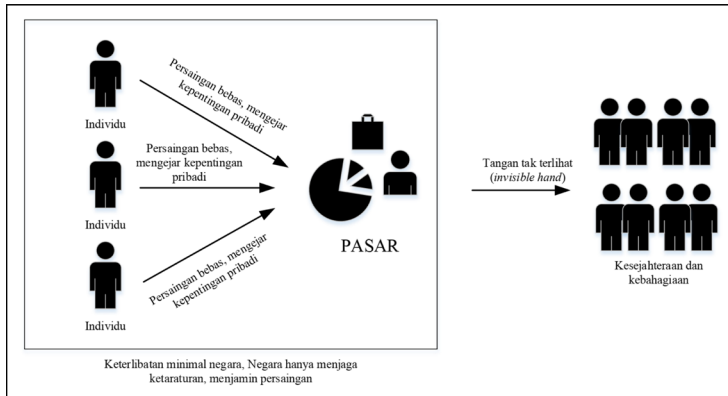 Persaingan bebas, mengejar
kepentingan pribadi
Individu
Persaingan bebas,
mengejar kepentingan
pribadi
Individu
Persaingan bebas, mengejar
kepentingan pribadi
Individu
PASAR
Tangan tak terlihat
(invisible hand)
Kesejahteraan dan
kebahagiaan
Keterlibatan minimal negara, Negara hanya menjaga
ketaraturan, menjamin persaingan